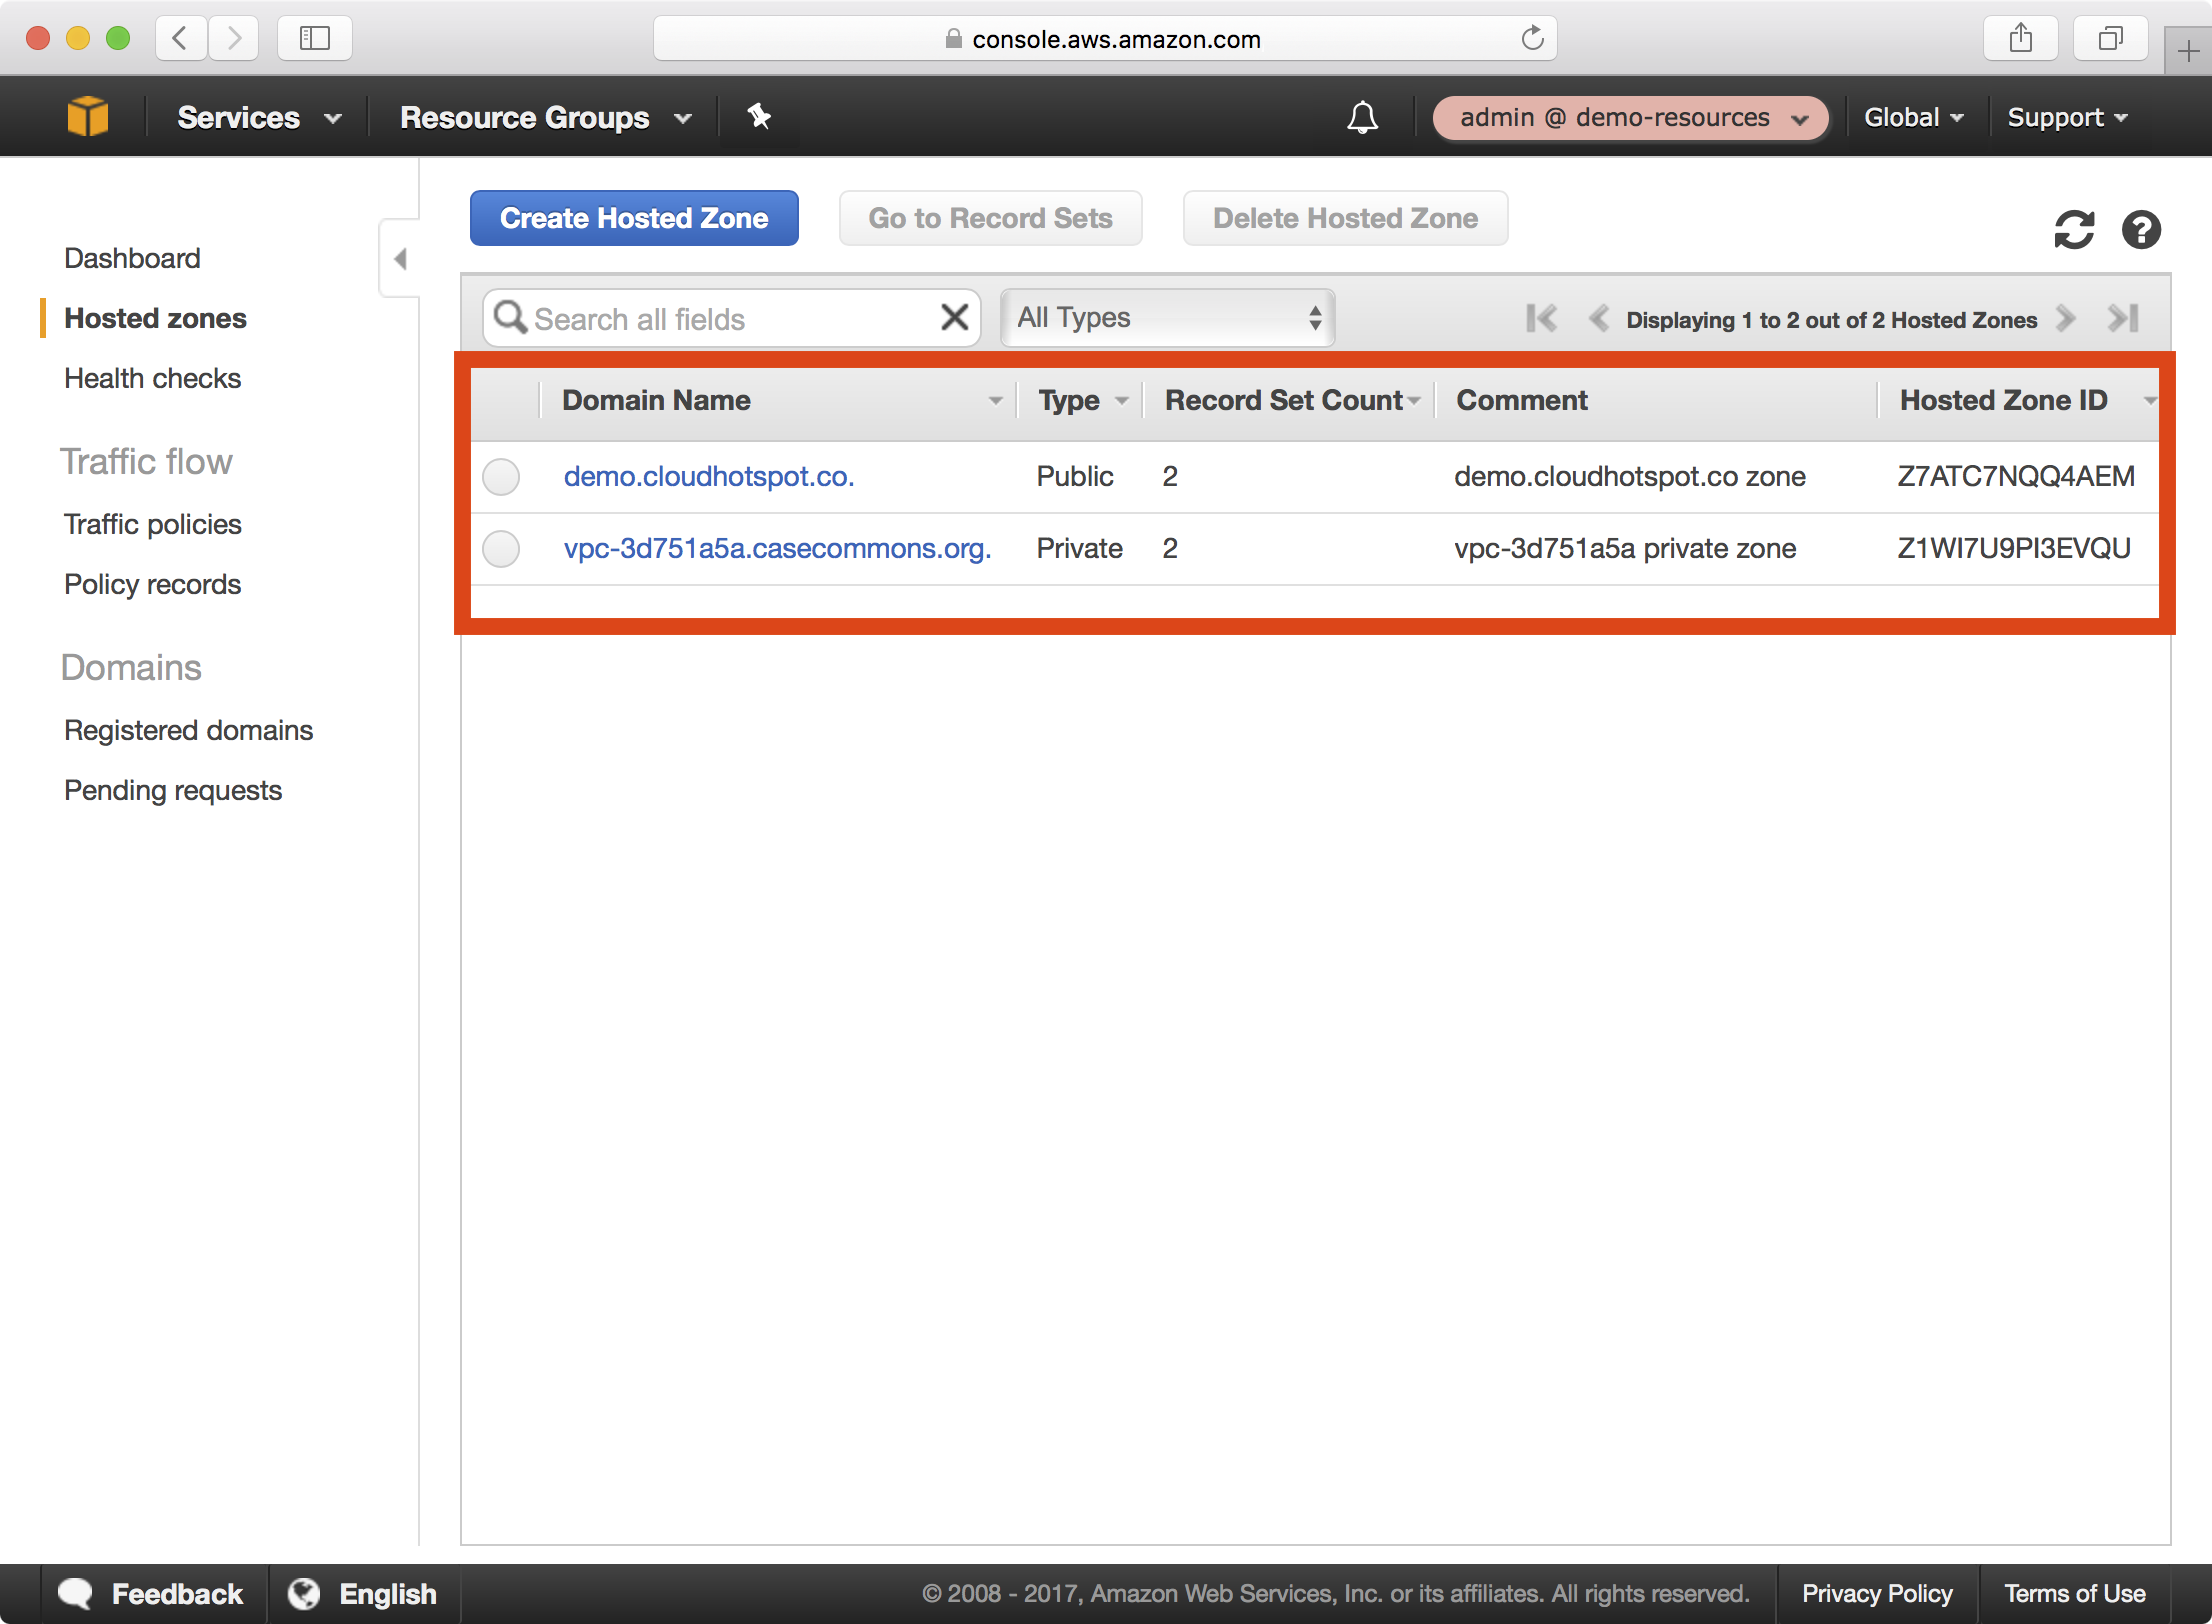 console.aws.amazon.com
Services Resource Groups admin @ demo-resources Global Support
Create Hosted Zone Go to Record Sets Delete Hosted Zone
Dashboard
Hosted zones
Health checks
Traffic flow
Traffic policies
Policy records
Domains
Registered domains
Pending requests
Search all fields All Types Displaying 1 to 2 out of 2 Hosted Zones
Domain Name Type Record Set Count Comment Hosted Zone ID
demo.cloudhotspot.co. Public 2 demo.cloudhotspot.co zone Z7ATC7NQQ4AEM
vpc-3d751a5a.casecommons.org. Private 2 vpc-3d751a5a private zone Z1WI7U9PI3EVQU
Feedback English © 2008 - 2017, Amazon Web Services, Inc. or its affiliates. All rights reserved. Privacy Policy Terms of Use